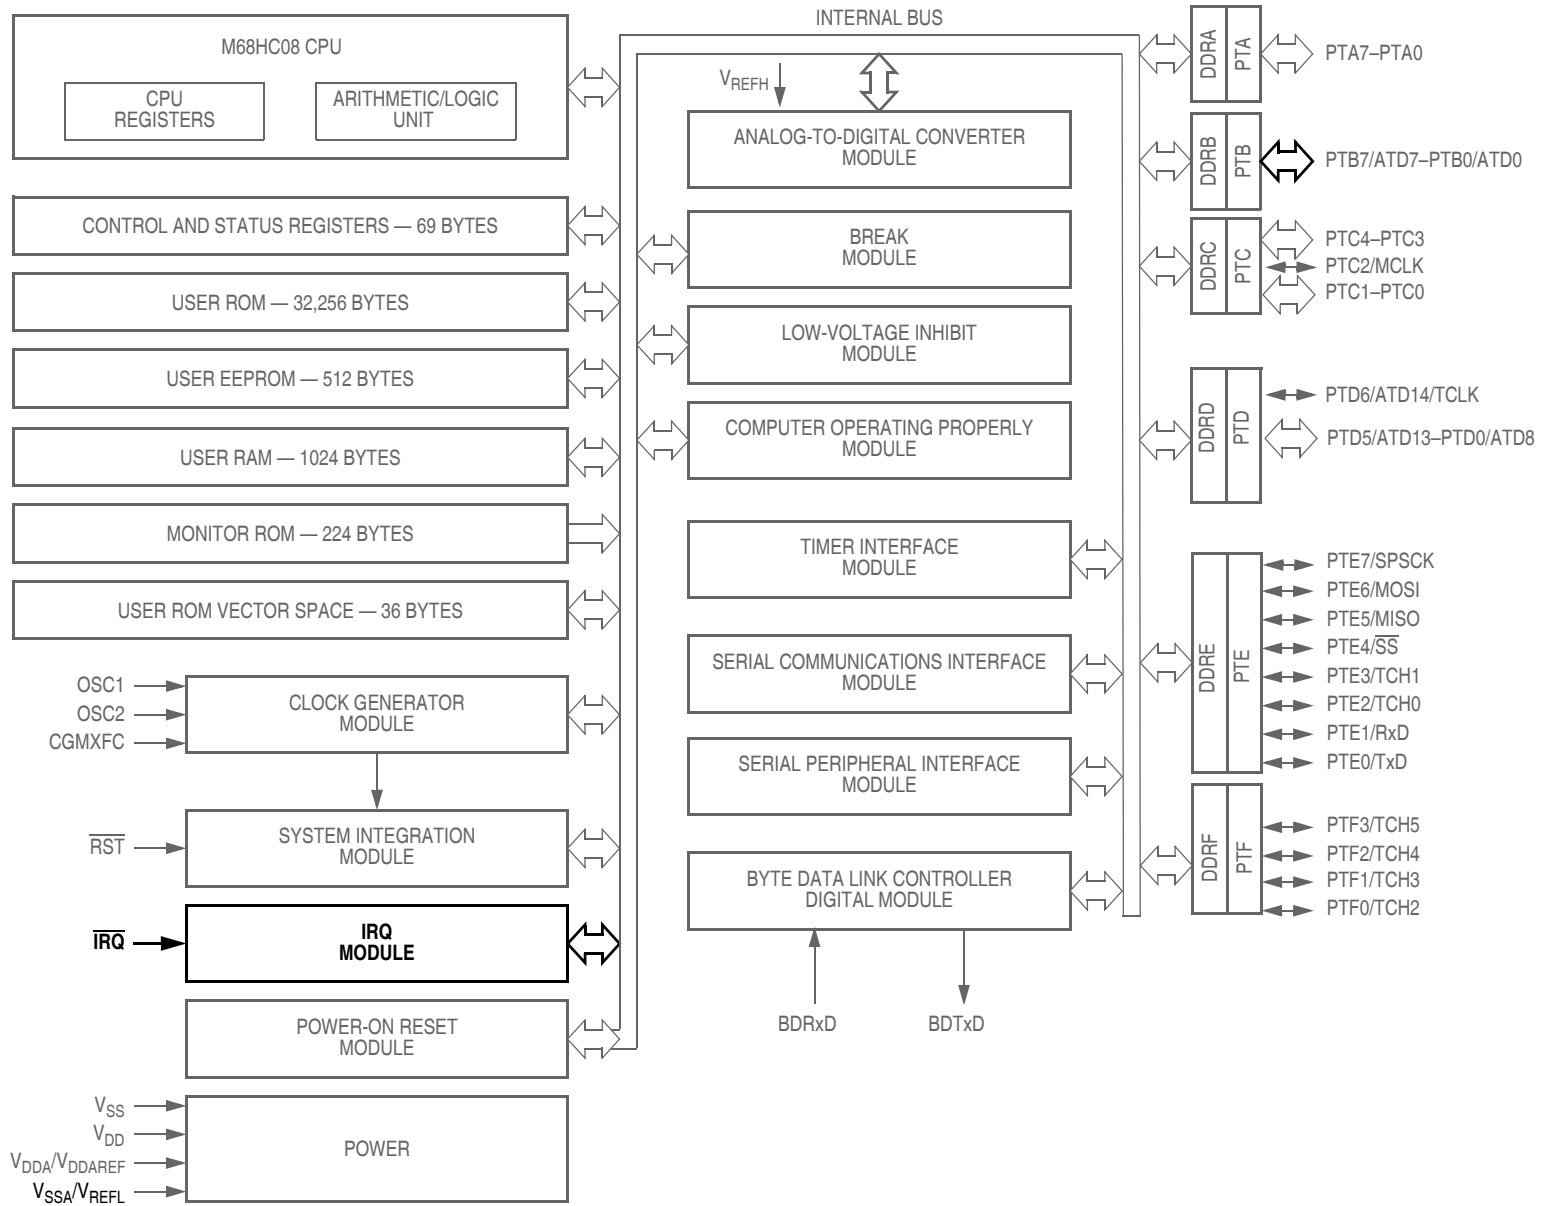 INTERNAL BUS
M68HC08 CPU
CPU
REGISTERS
ARITHMETIC/LOGIC
UNIT
CONTROL AND STATUS REGISTERS — 69 BYTES
USER ROM — 32,256 BYTES
USER EEPROM — 512 BYTES
USER RAM — 1024 BYTES
MONITOR ROM — 224 BYTES
USER ROM VECTOR SPACE — 36 BYTES
OSC1
OSC2
CGMXFC
CLOCK GENERATOR
MODULE
RST
SYSTEM INTEGRATION
MODULE
IRQ
IRQ
MODULE
POWER-ON RESET
MODULE
VSS
VDD
VDDA/VDDAREF
VSSA/VREFL
POWER
VREFH
ANALOG-TO-DIGITAL CONVERTER
MODULE
BREAK
MODULE
LOW-VOLTAGE INHIBIT
MODULE
COMPUTER OPERATING PROPERLY
MODULE
TIMER INTERFACE
MODULE
SERIAL COMMUNICATIONS INTERFACE
MODULE
SERIAL PERIPHERAL INTERFACE
MODULE
BYTE DATA LINK CONTROLLER
DIGITAL MODULE
BDRxD
BDTxD
DDRA
PTA
PTA7–PTA0
DDRB
PTB
PTB7/ATD7–PTB0/ATD0
DDRC
PTC
PTC4–PTC3
PTC2/MCLK
PTC1–PTC0
DDRD
PTD
PTD6/ATD14/TCLK
PTD5/ATD13–PTD0/ATD8
DDRE
PTE
PTE7/SPSCK
PTE6/MOSI
PTE5/MISO
PTE4/SS
PTE3/TCH1
PTE2/TCH0
PTE1/RxD
PTE0/TxD
DDRF
PTF
PTF3/TCH5
PTF2/TCH4
PTF1/TCH3
PTF0/TCH2